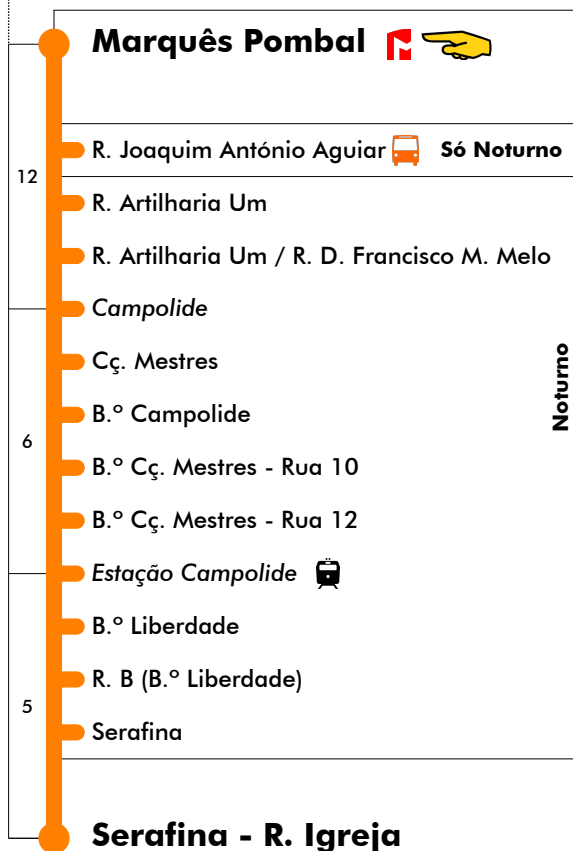 Marquês Pombal
R. Joaquim António Aguiar Só Noturno
12
R. Artilharia Um
R. Artilharia Um / R. D. Francisco M. Melo
Campolide
Cç. Mestres
Noturno
B.º Campolide
6
B.º Cç. Mestres - Rua 10
B.º Cç. Mestres - Rua 12
Estação Campolide
B.º Liberdade
R. B (B.º Liberdade)
5
Serafina
Serafina - R. Igreja